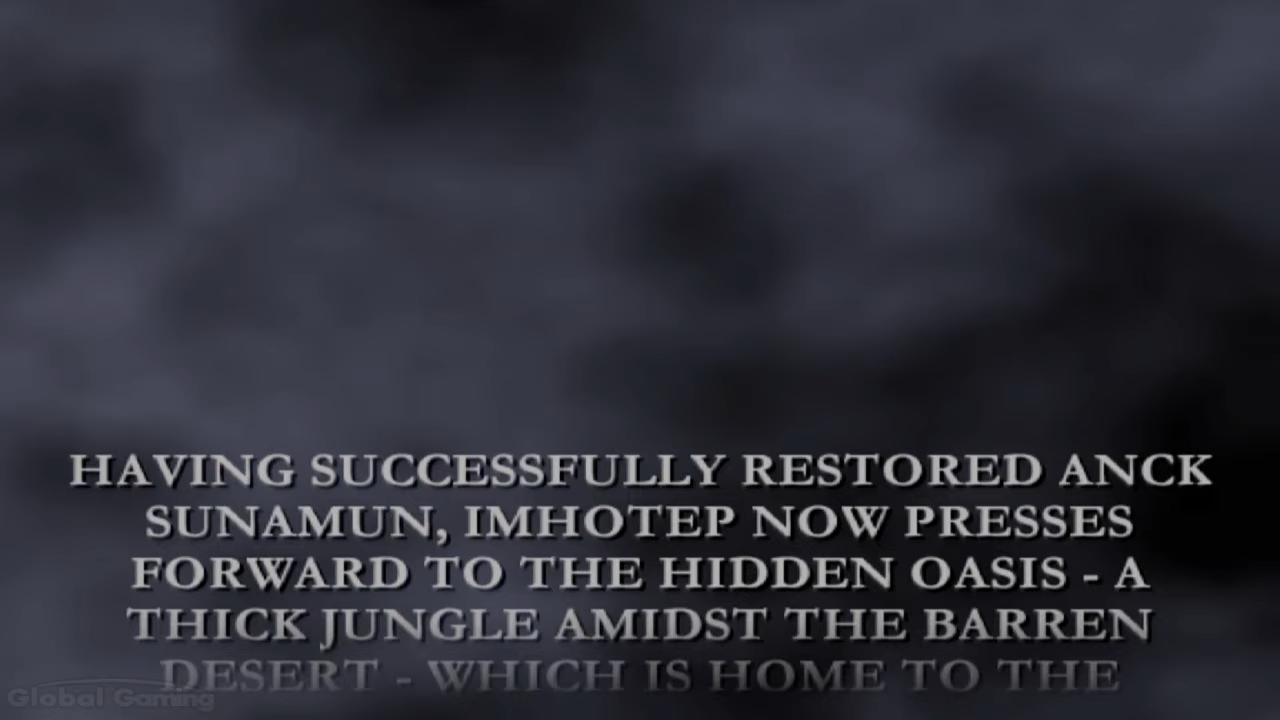 HAVING SUCCESSFULLY RESTORED ANCK
SUNAMUN, IMHOTEP NOW PRESSES
FORWARD TO THE HIDDEN OASIS - A
THICK JUNGLE AMIDST THE BARREN
DESERT - WHICH IS HOME TO THE
Global Gaming